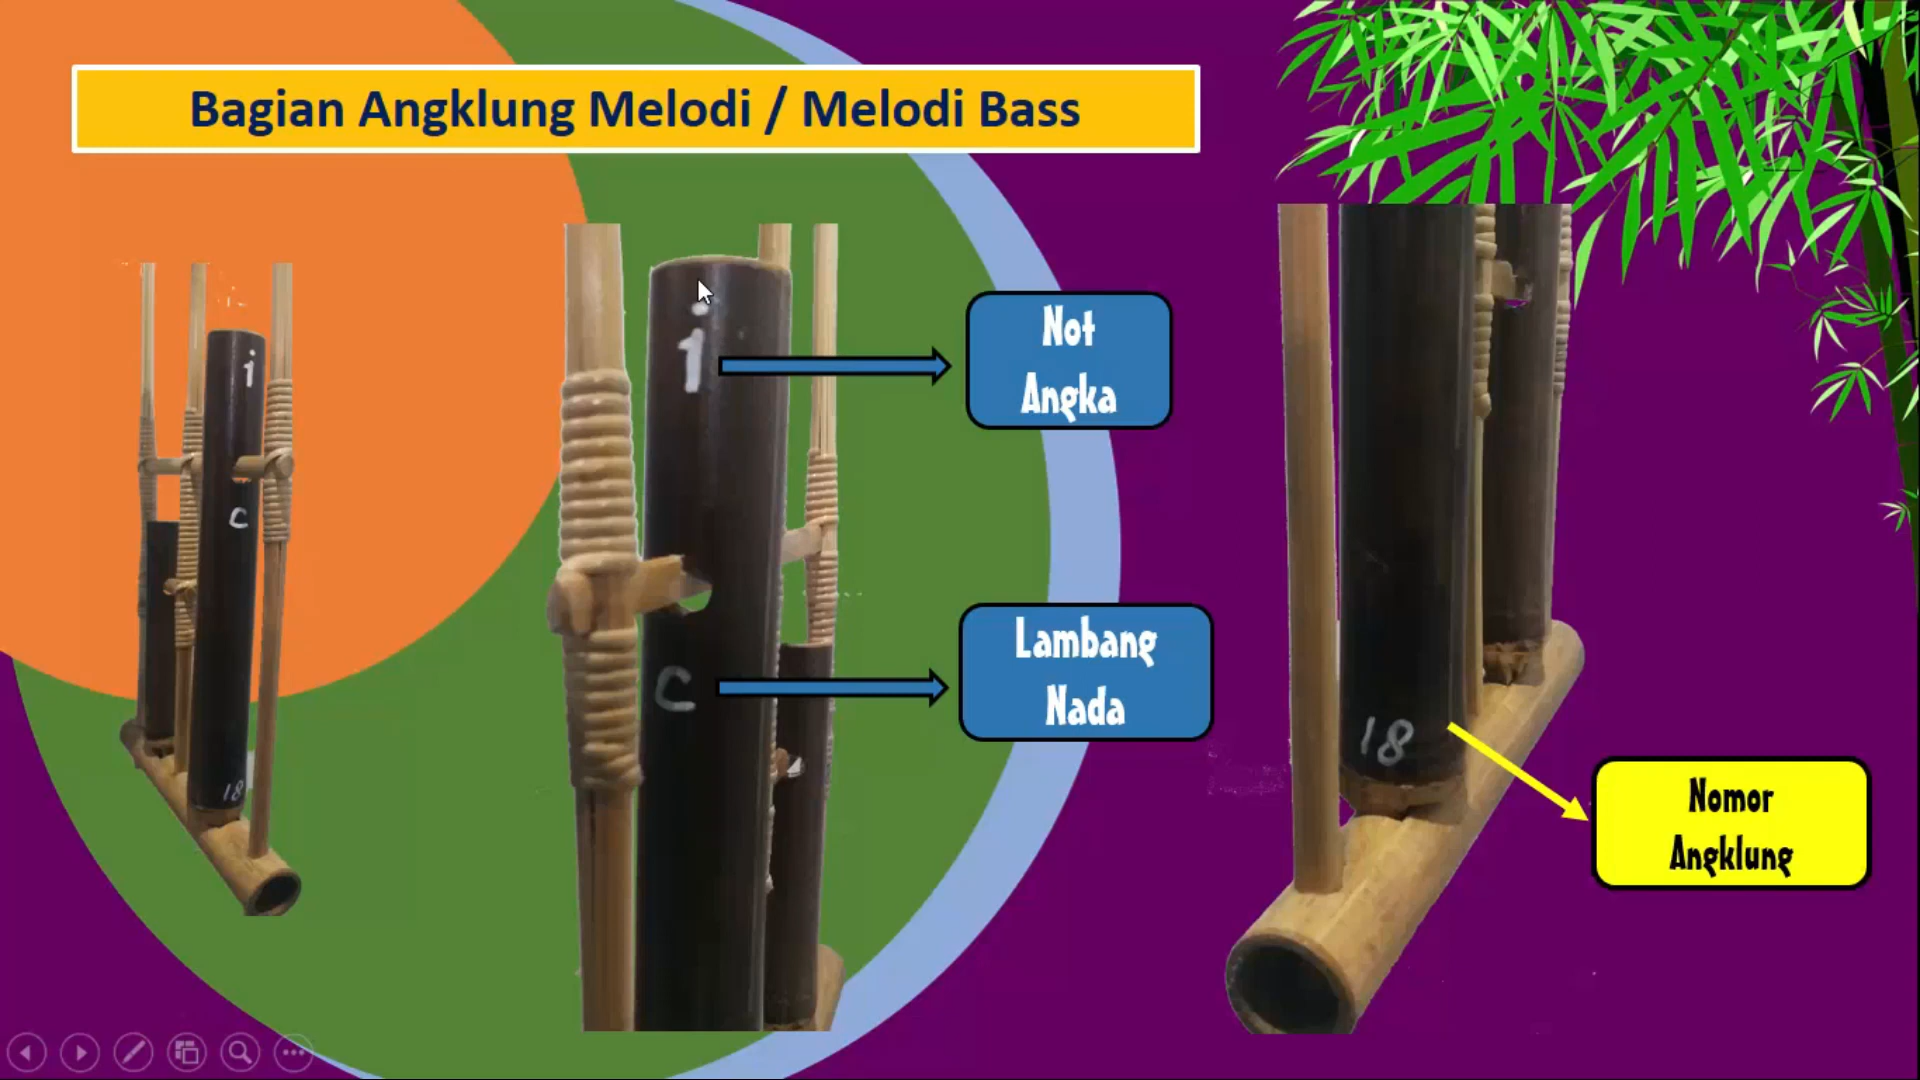 Bagian Angklung Melodi / Melodi Bass
i
C
18
i
C
Not
Angka
Lambang
Nada
18
Nomor
Angklung